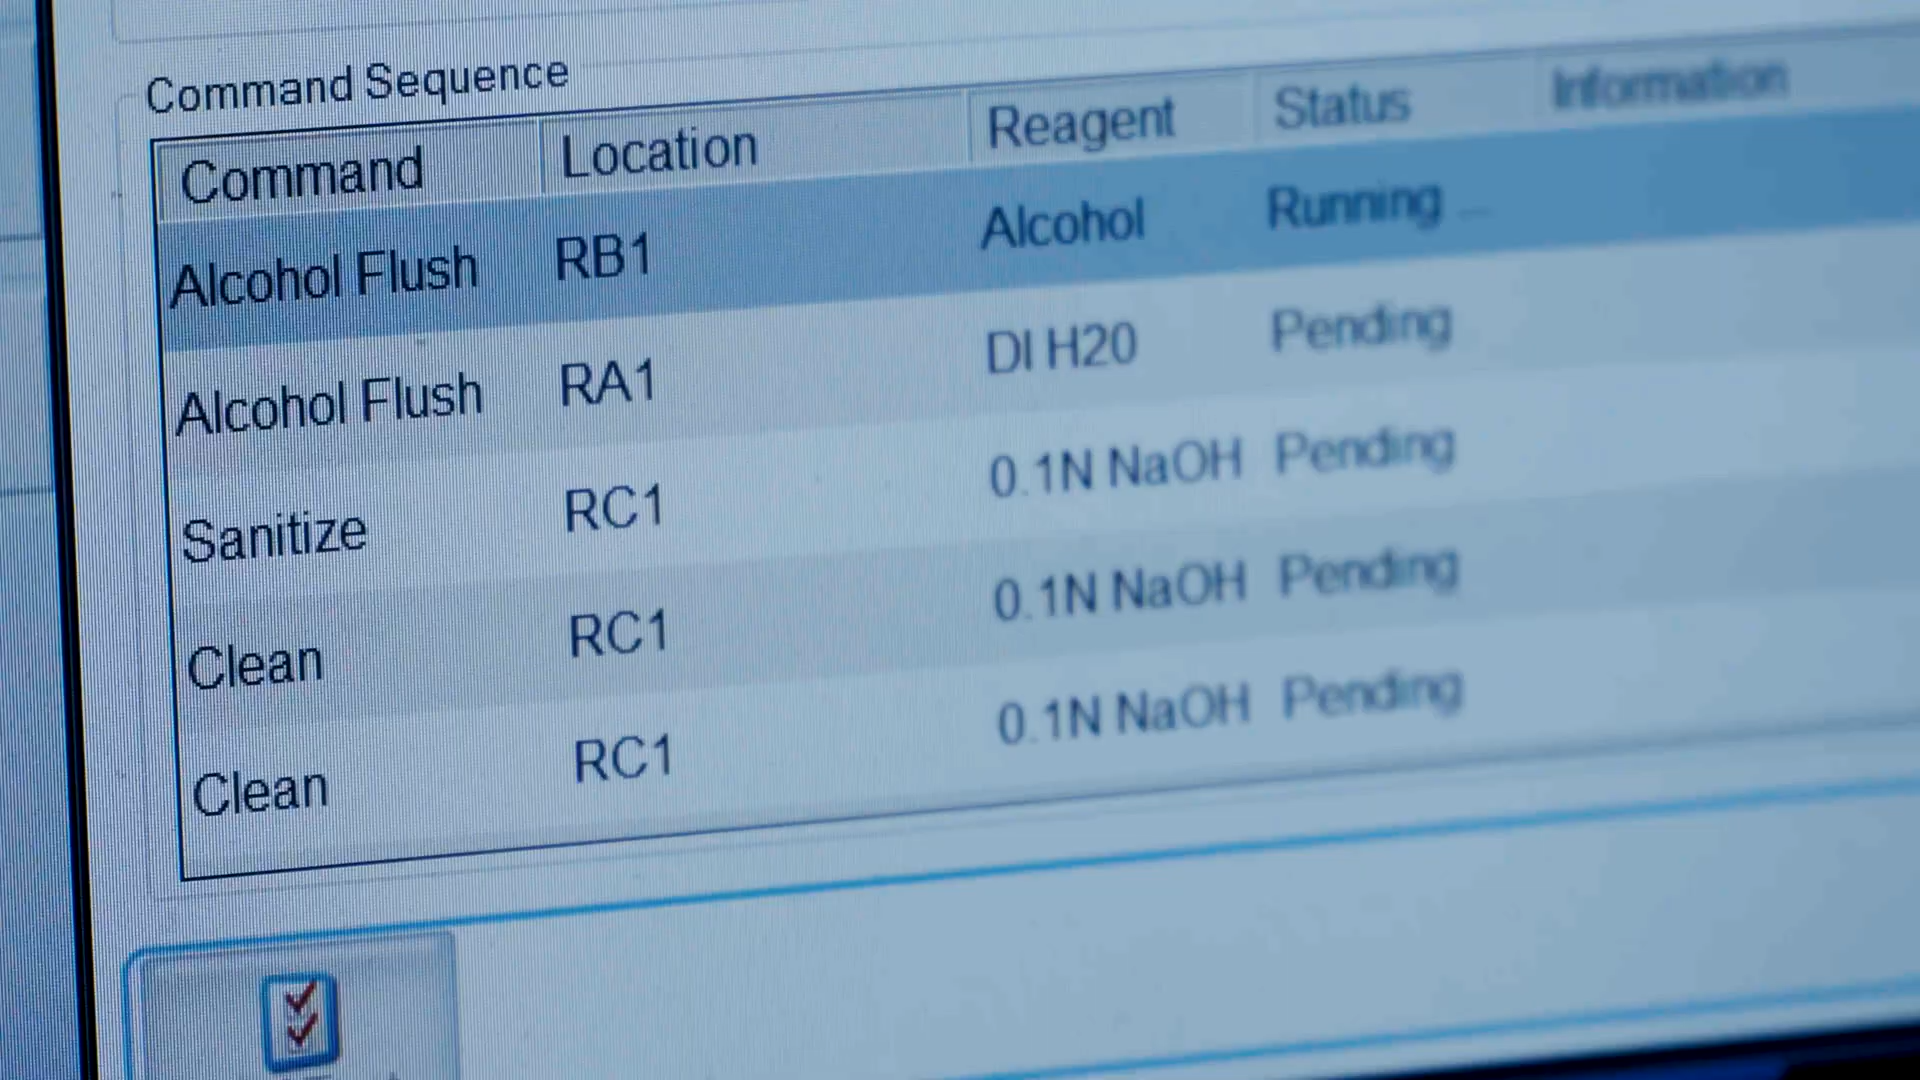 Command Sequence
Command Location Reagent Status Information
Alcohol Flush RB1 Alcohol Running ...
Alcohol Flush RA1 DI H20 Pending
Sanitize RC1 0.1N NaOH Pending
Clean RC1 0.1N NaOH Pending
Clean RC1 0.1N NaOH Pending